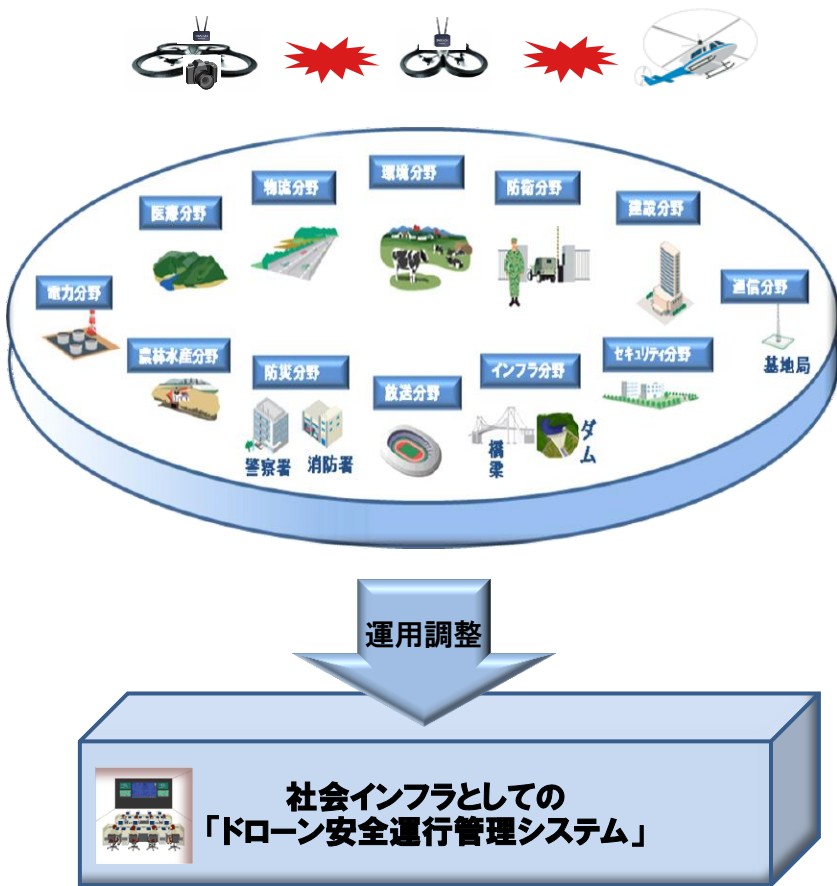 環境分野
物流分野
防衛分野
医療分野
建設分野
電力分野
通信分野
農林水産分野
防災分野
放送分野
インフラ分野
セキュリティ分野
基地局
警察署
消防署
橋梁
ダム
運用調整
社会インフラとしての
「ドローン安全運行管理システム」